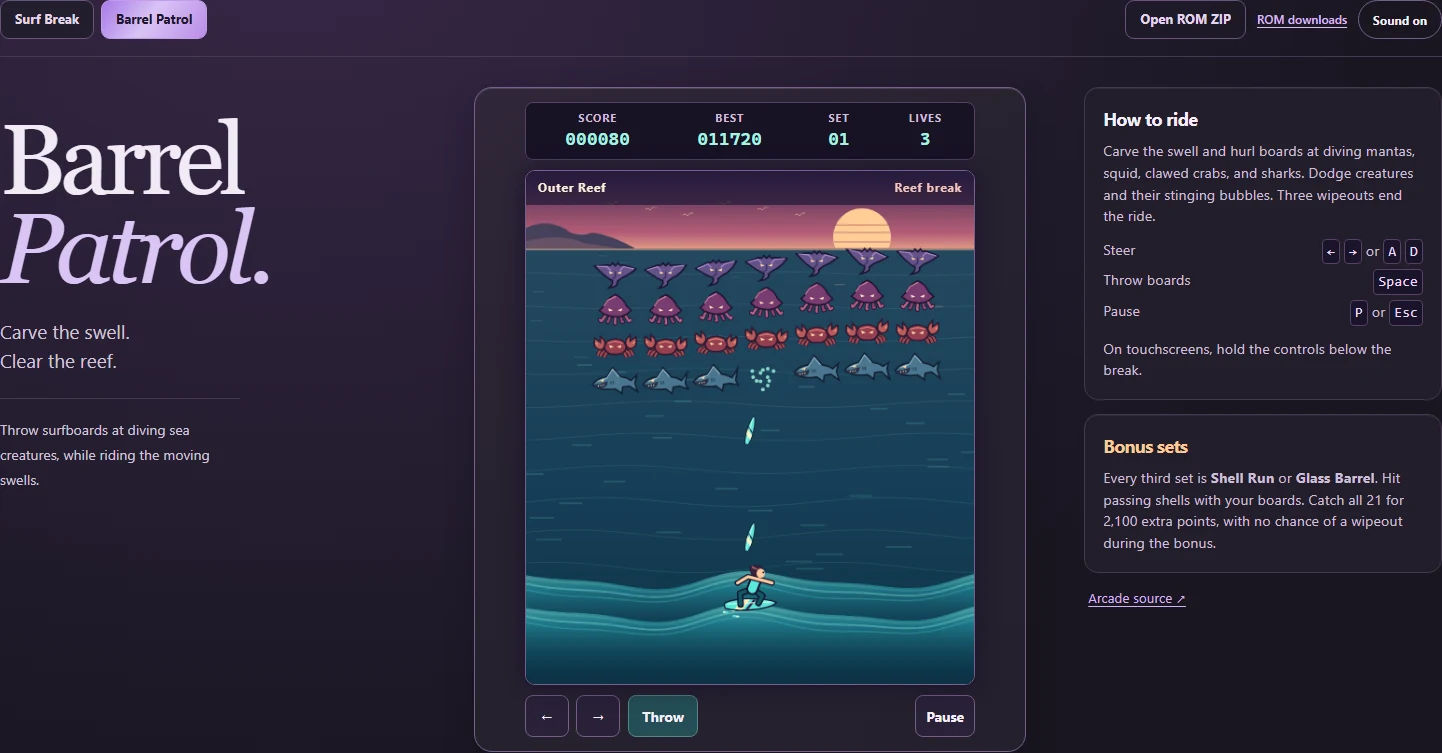 Surf Break
Barrel Patrol
Open ROM ZIP
ROM downloads
Sound on
Barrel
Patrol.
Carve the swell.
Clear the reef.
Throw surfboards at diving sea
creatures, while riding the moving
swells.
SCORE
000080
BEST
011720
SET
01
LIVES
3
Outer Reef
Reef break
← → Throw
Pause
How to ride
Carve the swell and hurl boards at diving mantas,
squid, clawed crabs, and sharks. Dodge creatures
and their stinging bubbles. Three wipeouts end
the ride.
Steer ← → or A D
Throw boards Space
Pause P or Esc
On touchscreens, hold the controls below the
break.
Bonus sets
Every third set is Shell Run or Glass Barrel. Hit
passing shells with your boards. Catch all 21 for
2,100 extra points, with no chance of a wipeout
during the bonus.
Arcade source ↗